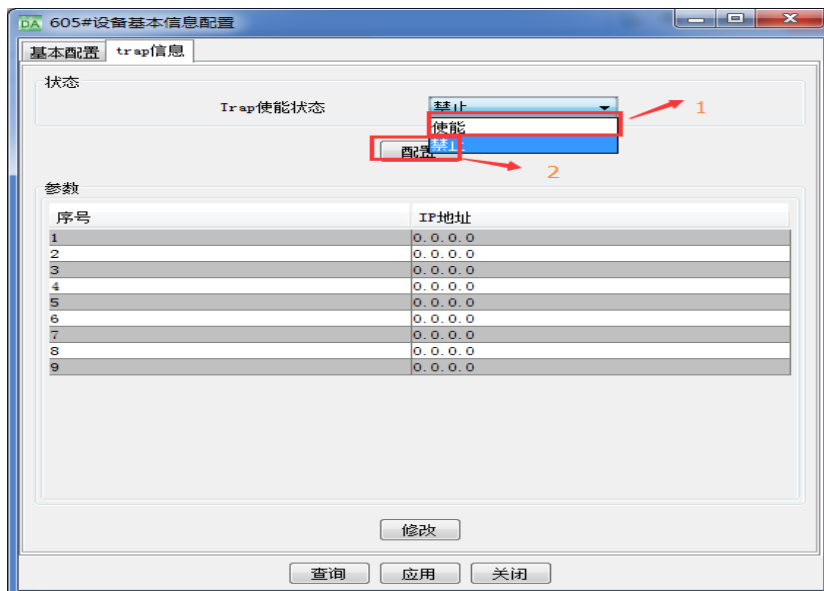 DA 605#设备基本信息配置
基本配置 trap信息
状态
Trap使能状态 禁止
使能
禁止
1
配置
2
参数
序号 IP地址
1 0.0.0.0
2 0.0.0.0
3 0.0.0.0
4 0.0.0.0
5 0.0.0.0
6 0.0.0.0
7 0.0.0.0
8 0.0.0.0
9 0.0.0.0
修改
查询 应用 关闭